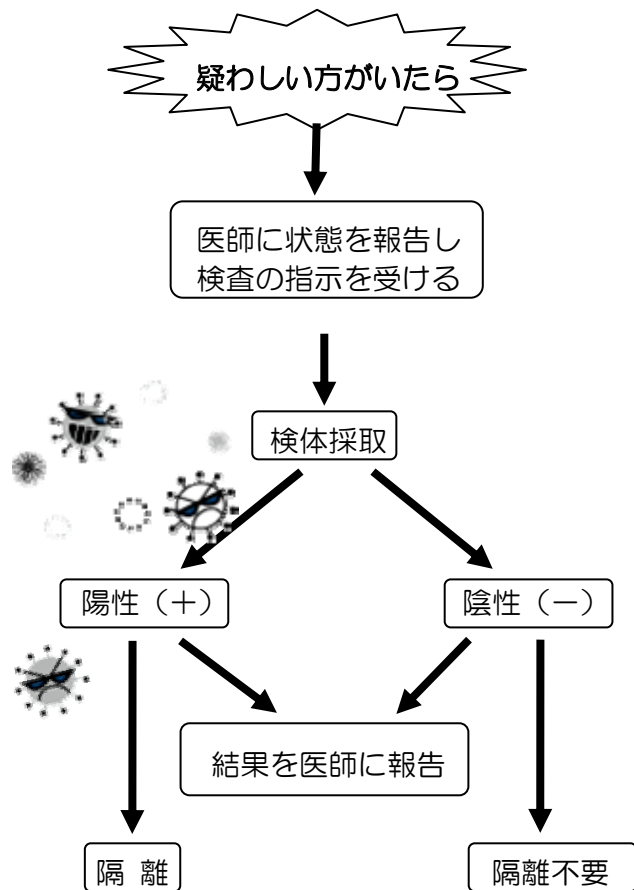 疑わしい方がいたら
医師に状態を報告し
検査の指示を受ける
検体採取
陽性（＋）
陰性（－）
結果を医師に報告
隔 離
隔離不要